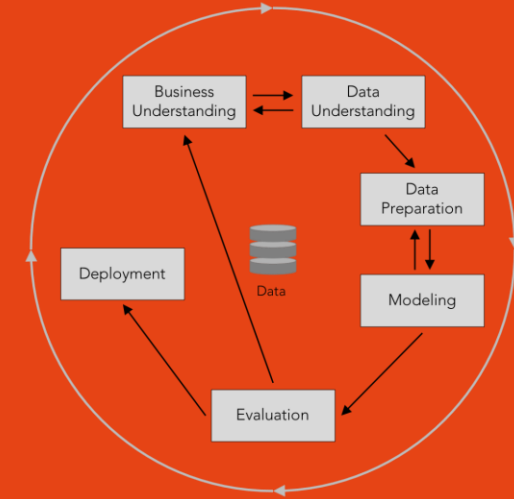 Business
Understanding
Data
Understanding
Data
Preparation
Modeling
Evaluation
Deployment
Data